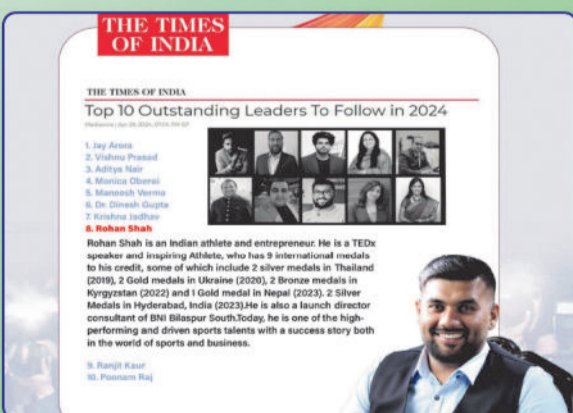 THE TIMES
OF INDIA
THE TIMES OF INDIA
Top 10 Outstanding Leaders To Follow in 2024
1. Jay Arora
2. Vishnu Prasad
3. Aditya Nair
4. Monica Oberoi
5. Maneesh Verma
6. Dr. Dinesh Gupta
7. Krishna Jadhav
8. Rohan Shah
Rohan Shah is an Indian athlete and entrepreneur. He is a TEDx
speaker and inspiring Athlete, who has 9 international medals
to his credit, some of which include 2 silver medals in Thailand
(2019), 2 Gold medals in Ukraine (2020), 2 Bronze medals in
Kyrgyzstan (2022) and 1 Gold medal in Nepal (2023). 2 Silver
Medals in Hyderabad, India (2023).He is also a launch director
consultant of BNI Bilaspur South.Today, he is one of the high-
performing and driven sports talents with a success story both
in the world of sports and business.
9. Ranjit Kaur
10. Poonam Raj